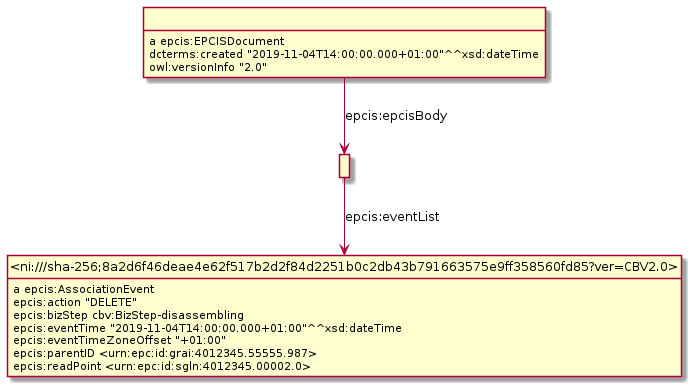 a epcis:EPCISDocument
dcterms:created "2019-11-04T14:00:00.000+01:00"^^xsd:dateTime
owl:versionInfo "2.0"
epcis:epcisBody
epcis:eventList
<ni:///sha-256;8a2d6f46deae4e62f517b2d2f84d2251b0c2db43b791663575e9ff358560fd85?ver=CBV2.0>
a epcis:AssociationEvent
epcis:action "DELETE"
epcis:bizStep cbv:BizStep-disassembling
epcis:eventTime "2019-11-04T14:00:00.000+01:00"^^xsd:dateTime
epcis:eventTimeZoneOffset "+01:00"
epcis:parentID <urn:epc:id:grai:4012345.55555.987>
epcis:readPoint <urn:epc:id:sgln:4012345.00002.0>